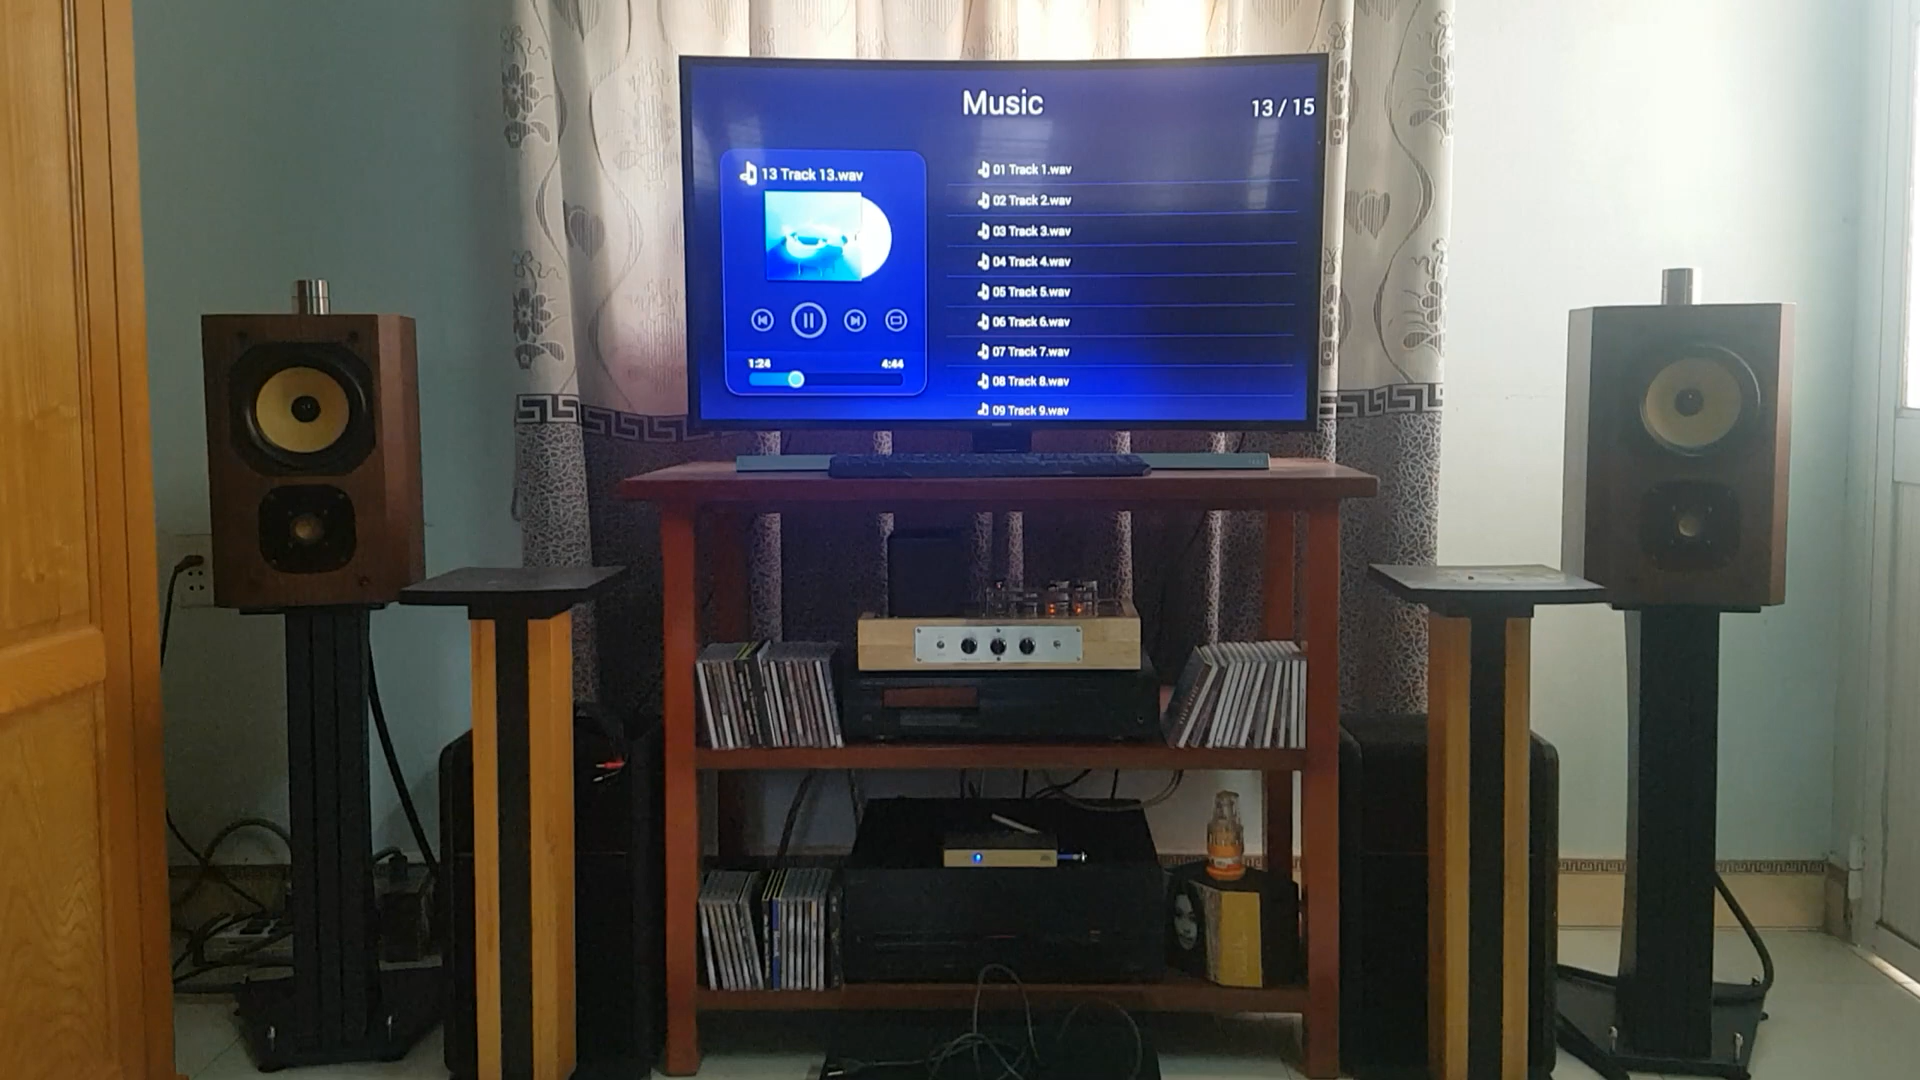 Music
13 / 15
13 Track 13.wav
1:24
4:44
01 Track 1.wav
02 Track 2.wav
03 Track 3.wav
04 Track 4.wav
05 Track 5.wav
06 Track 6.wav
07 Track 7.wav
08 Track 8.wav
09 Track 9.wav